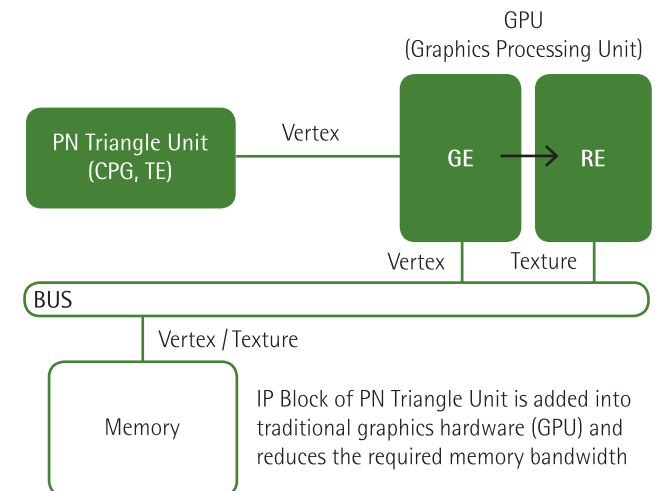 GPU
(Graphics Processing Unit)
PN Triangle Unit
(CPG, TE)
Vertex
GE
RE
Vertex
Texture
BUS
Vertex / Texture
Memory
IP Block of PN Triangle Unit is added into
traditional graphics hardware (GPU) and
reduces the required memory bandwidth